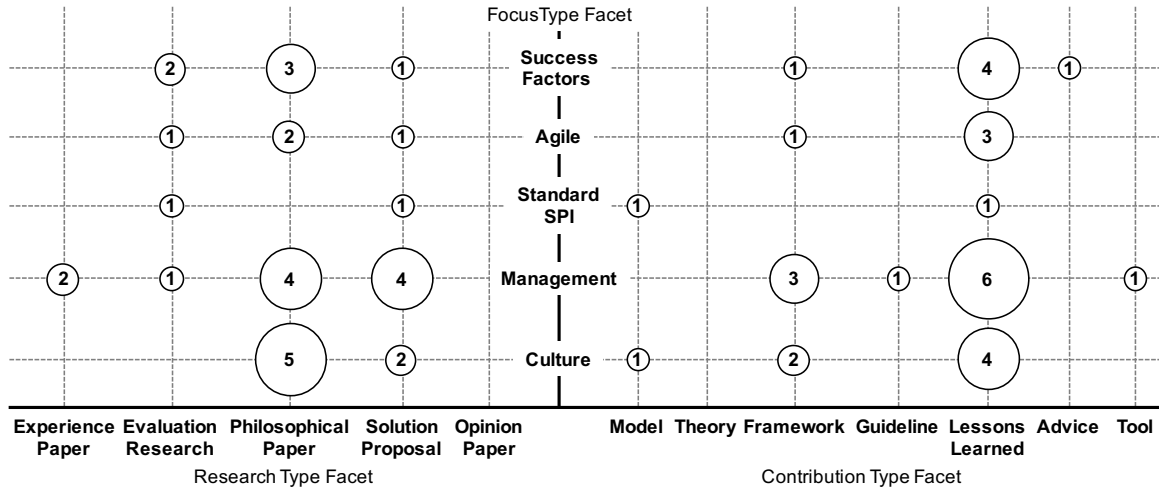 FocusType Facet
2
3
1
Success
Factors
1
4
1
1
2
1
Agile
1
3
1
1
Standard
SPI
1
1
2
1
4
4
Management
3
1
6
1
5
2
Culture
1
2
4
Experience
Paper
Evaluation
Research
Philosophical
Paper
Solution
Proposal
Opinion
Paper
Model
Theory
Framework
Guideline
Lessons
Learned
Advice
Tool
Research Type Facet
Contribution Type Facet